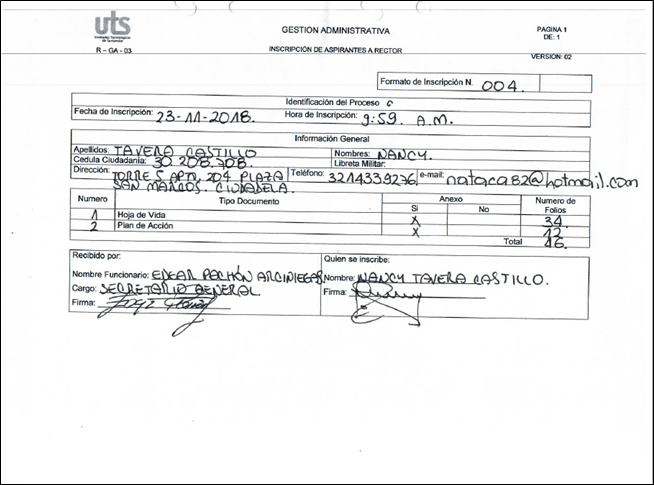 uts
Unidades Tecnológicas
de Santander
R – GA - 03
GESTION ADMINISTRATIVA
INSCRIPCIÓN DE ASPIRANTES A RECTOR
PAGINA 1
DE: 1
VERSION: 02
Formato de Inscripción N. 004.
Identificación del Proceso
Fecha de Inscripción: 23-11-2018. Hora de Inscripción: 9:59. A.M.
Información General
Apellidos: TAVERA CASTILLO Nombres: NANCY.
Cedula Ciudadanía: 30 208.708. Libreta Militar:
Dirección: TORRE 5 APTO. 204 PLAZA Teléfono: 3214339276 e-mail: nataca82@hotmail.com
SAN MARCOS. CIUDADELA.
Numero Tipo Documento Anexo Numero de
Si No Folios
1 Hoja de Vida X 34.
2 Plan de Acción X 12
Total 46.
Recibido por: Quien se inscribe:
Nombre Funcionario: EDGAR PACHÓN ARCINIEGAS. Nombre: NANCY TAVERA CASTILLO.
Cargo: SECRETARIO GENERAL Firma:
Firma: